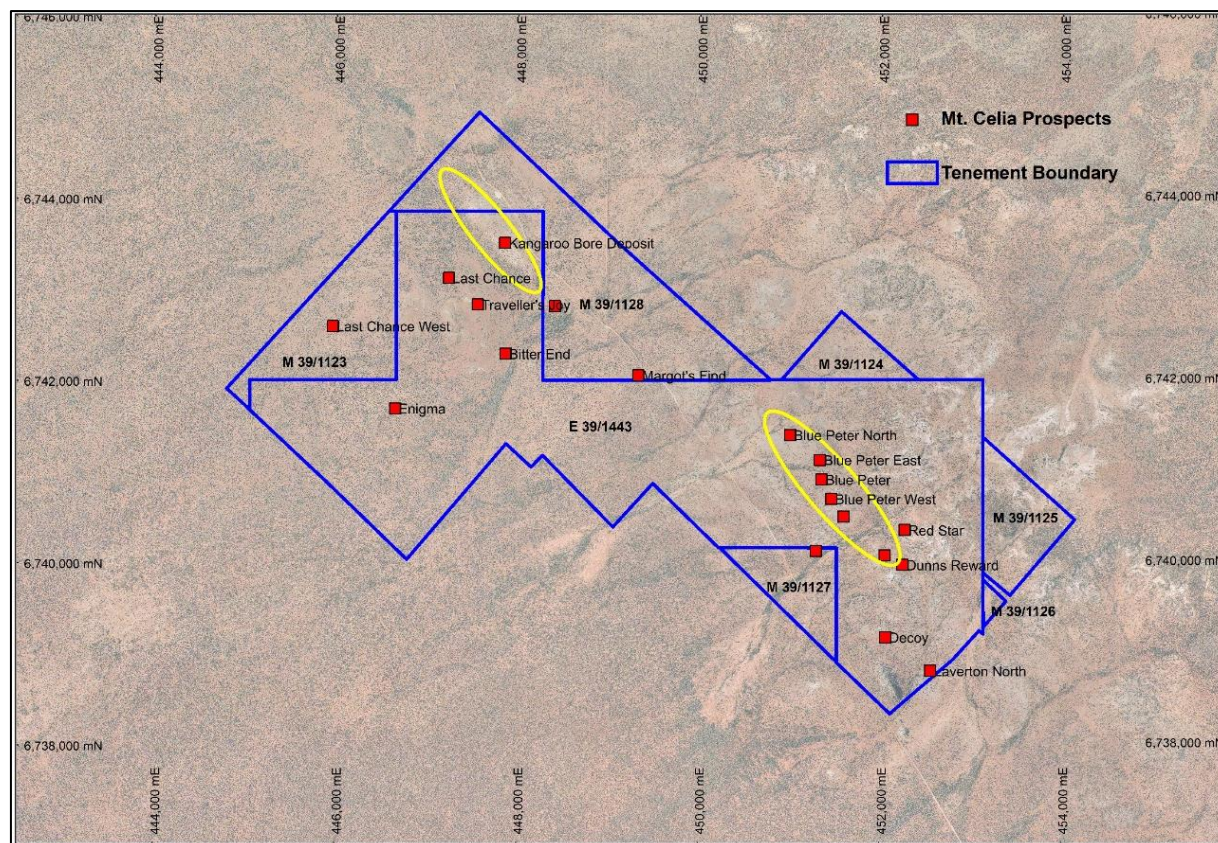 6,746,000 mN
6,746,000 mN
444,000 mE
446,000 mE
448,000 mE
450,000 mE
452,000 mE
454,000 mE
Mt. Celia Prospects
Tenement Boundary
6,744,000 mN
6,744,000 mN
Kangaroo Bore Deposit
Last Chance
Traveller's Joy
M 39/1128
Last Chance West
M 39/1123
Bitter End
M 39/1124
Margot's Find
6,742,000 mN
6,742,000 mN
Enigma
E 39/1443
Blue Peter North
Blue Peter East
Blue Peter
Blue Peter West
M 39/1125
Red Star
6,740,000 mN
6,740,000 mN
Dunns Reward
M 39/1127
M 39/1126
Decoy
Laverton North
6,738,000 mN
6,738,000 mN
444,000 mE
446,000 mE
448,000 mE
450,000 mE
452,000 mE
454,000 mE